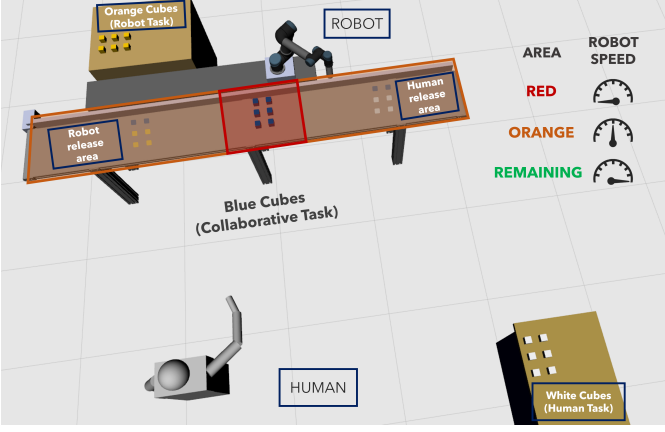 Orange Cubes
(Robot Task)
ROBOT
AREA
ROBOT
SPEED
RED
ORANGE
REMAINING
Human
release
area
Robot
release
area
Blue Cubes
(Collaborative Task)
HUMAN
White Cubes
(Human Task)